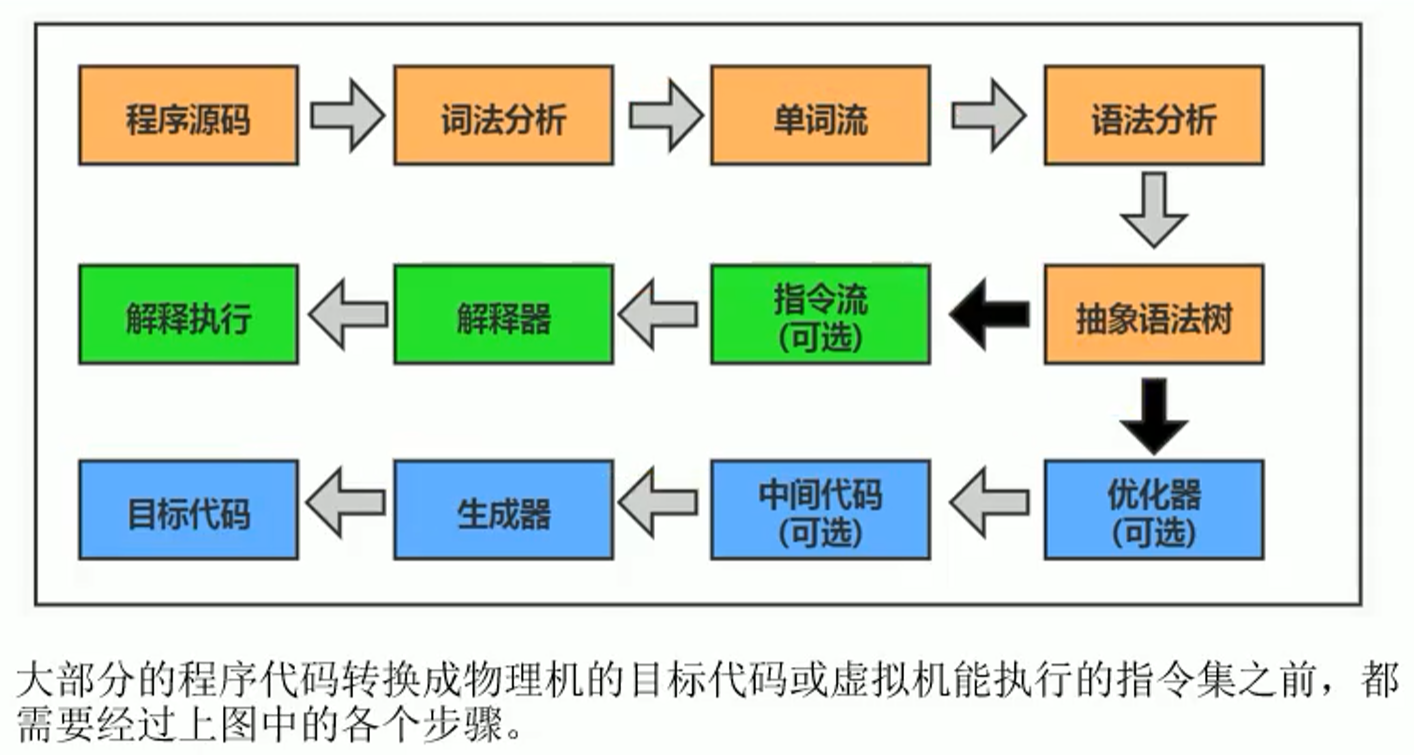 程序源码
词法分析
单词流
语法分析
解释执行
解释器
指令流
(可选)
抽象语法树
目标代码
生成器
中间代码
(可选)
优化器
(可选)
大部分的程序代码转换成物理机的目标代码或虚拟机能执行的指令集之前，都
需要经过上图中的各个步骤。